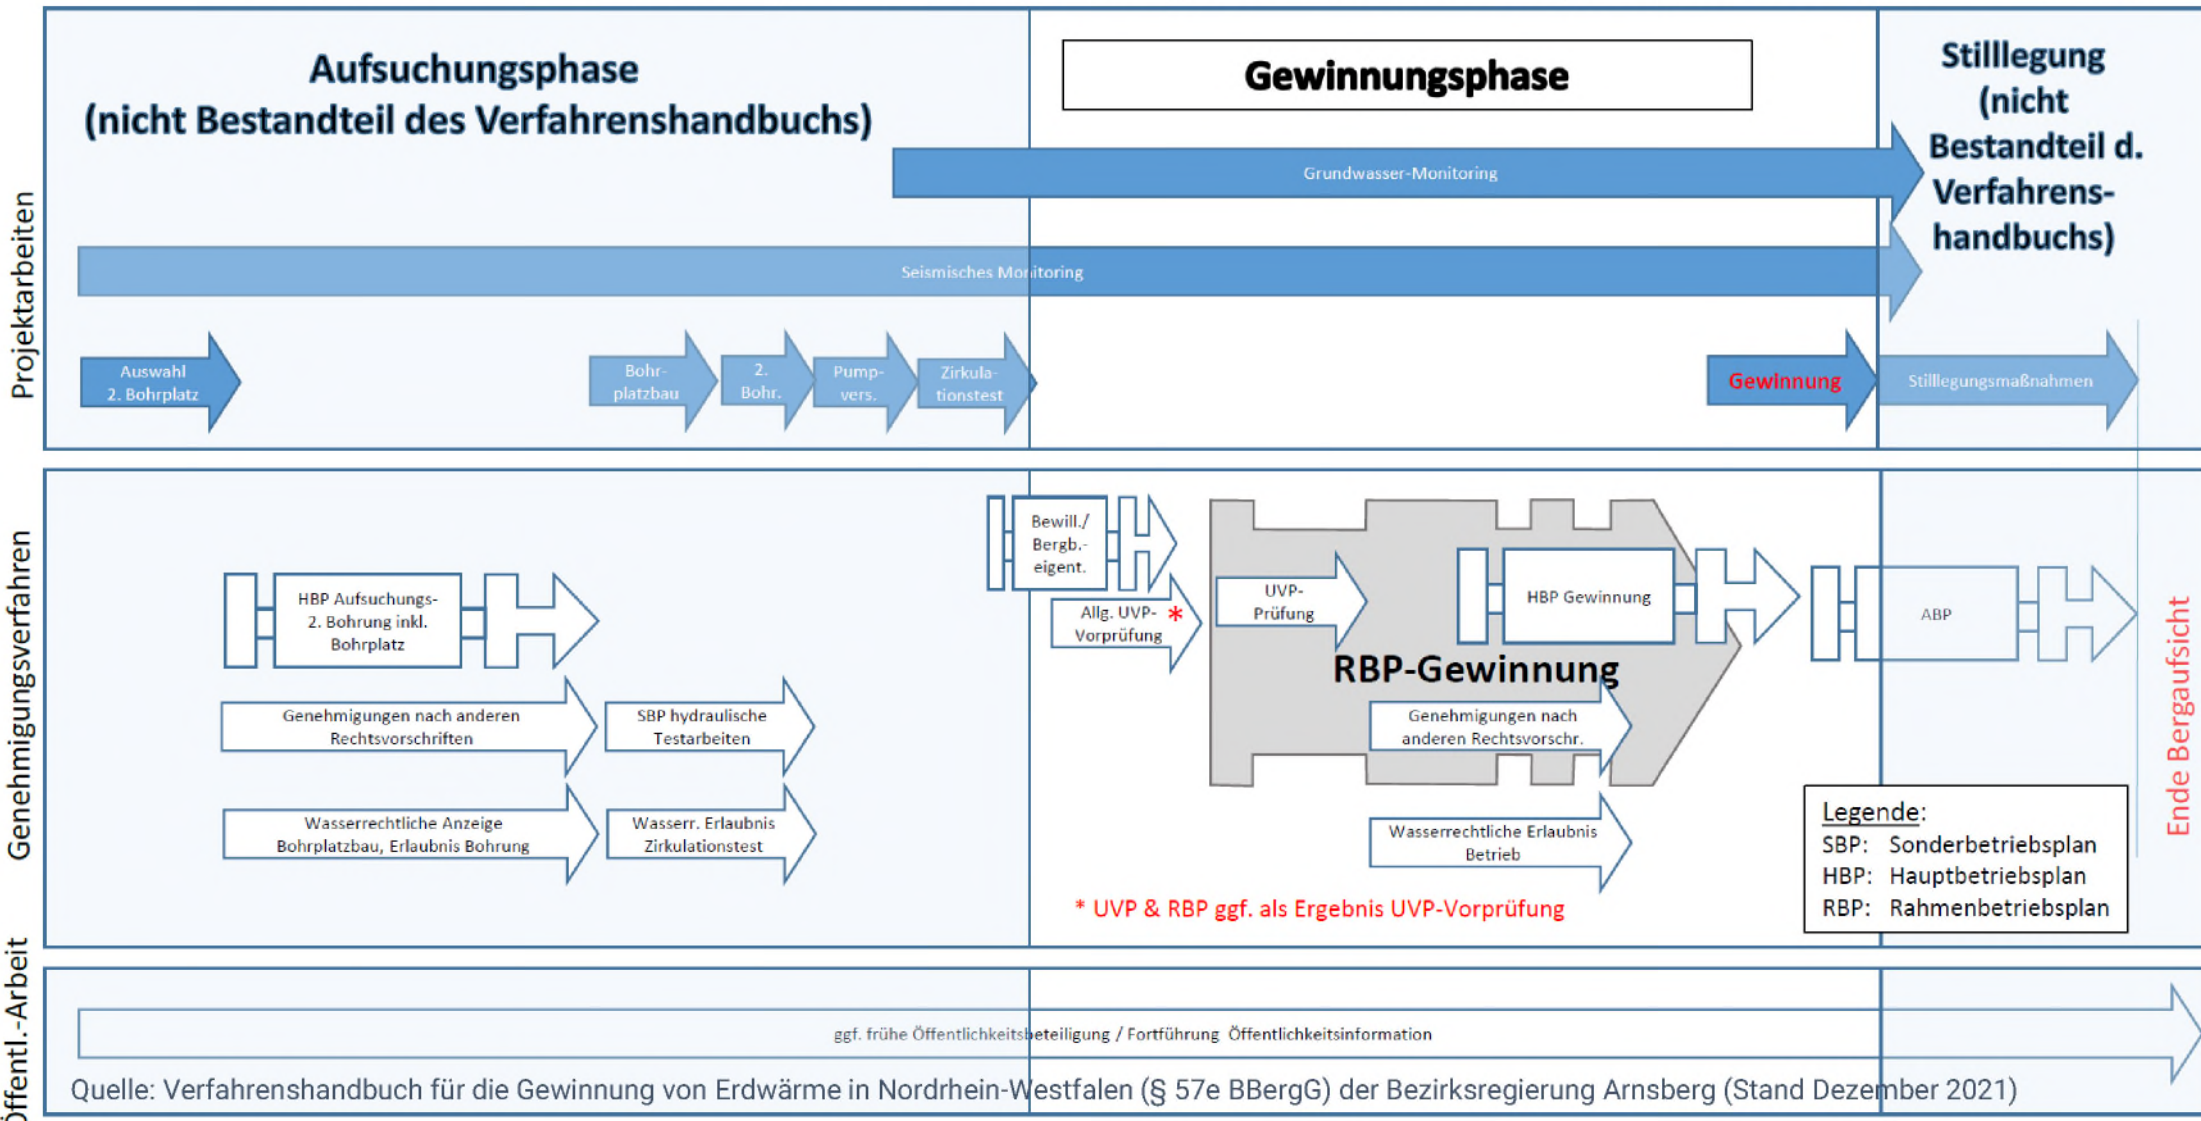 Aufsuchungsphase
(nicht Bestandteil des Verfahrenshandbuchs)
Gewinnungsphase
Stilllegung
(nicht
Bestandteil d.
Verfahrens-
handbuchs)
Projektarbeiten
Grundwasser-Monitoring
Seismisches Monitoring
Auswahl
2. Bohrplatz
Bohr-
platzbau
2.
Bohr.
Pump-
vers.
Zirkula-
tionstest
Gewinnung
Stilllegungsmaßnahmen
Genehmigungsverfahren
HBP Aufsuchungs-
2. Bohrung inkl.
Bohrplatz
Genehmigungen nach anderen
Rechtsvorschriften
SBP hydraulische
Testarbeiten
Wasserrechtliche Anzeige
Bohrplatzbau, Erlaubnis Bohrung
Wasserr. Erlaubnis
Zirkulationstest
Bewill./
Bergb.-
eigent.
Allg. UVP- *
Vorprüfung
UVP-
Prüfung
HBP Gewinnung
RBP-Gewinnung
Genehmigungen nach
anderen Rechtsvorschr.
Wasserrechtliche Erlaubnis
Betrieb
* UVP & RBP ggf. als Ergebnis UVP-Vorprüfung
ABP
Ende Bergaufsicht
Legende:
SBP: Sonderbetriebsplan
HBP: Hauptbetriebsplan
RBP: Rahmenbetriebsplan
Öffentl.-Arbeit
ggf. frühe Öffentlichkeitsbeteiligung / Fortführung Öffentlichkeitsinformation
Quelle: Verfahrenshandbuch für die Gewinnung von Erdwärme in Nordrhein-Westfalen (§ 57e BBergG) der Bezirksregierung Arnsberg (Stand Dezember 2021)